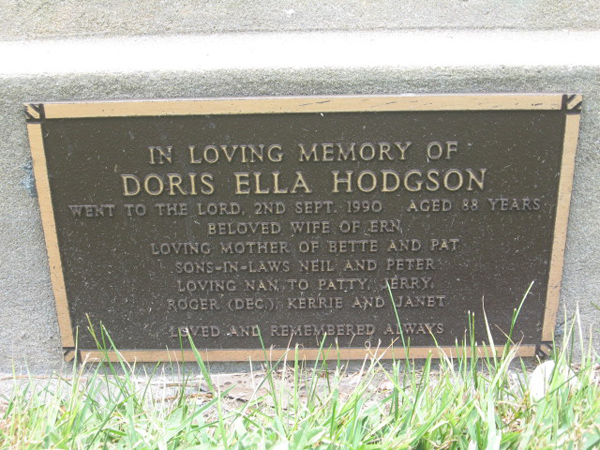 IN LOVING MEMORY OF
DORIS ELLA HODGSON
WENT TO THE LORD, 2ND SEPT. 1990 AGED 88 YEARS
BELOVED WIFE OF ERN,
LOVING MOTHER OF BETTE AND PAT
SONS-IN-LAWS NEIL AND PETER
LOVING NAN TO PATTY, JERRY,
ROGER (DEC.), KERRIE AND JANET
LOVED AND REMEMBERED ALWAYS